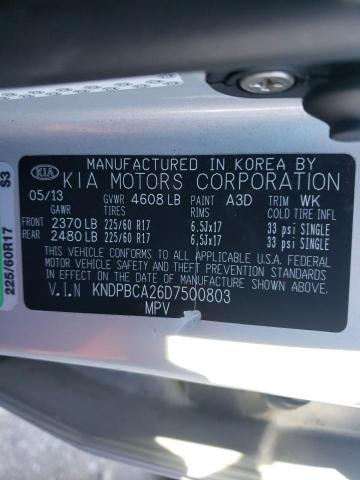 MANUFACTURED IN KOREA BY
KIA KIA MOTORS CORPORATION
05/13 GVWR 4608 LB PAINT A3D TRIM WK
GAWR TIRES RIMS COLD TIRE INFL
FRONT 2370 LB 225/60 R17 6,5Jx17 33 psi SINGLE
REAR 2480 LB 225/60 R17 6,5Jx17 33 psi SINGLE
THIS VEHICLE CONFORMS TO ALL APPLICABLE U.S.A FEDERAL
MOTOR VEHICLE SAFETY AND THEFT PREVENTION STANDARDS
IN EFFECT ON THE DATE OF MANUFACTURE SHOWN ABOVE
V.I.N KNDPBCA26D7500803
MPV
225/60R17 S3